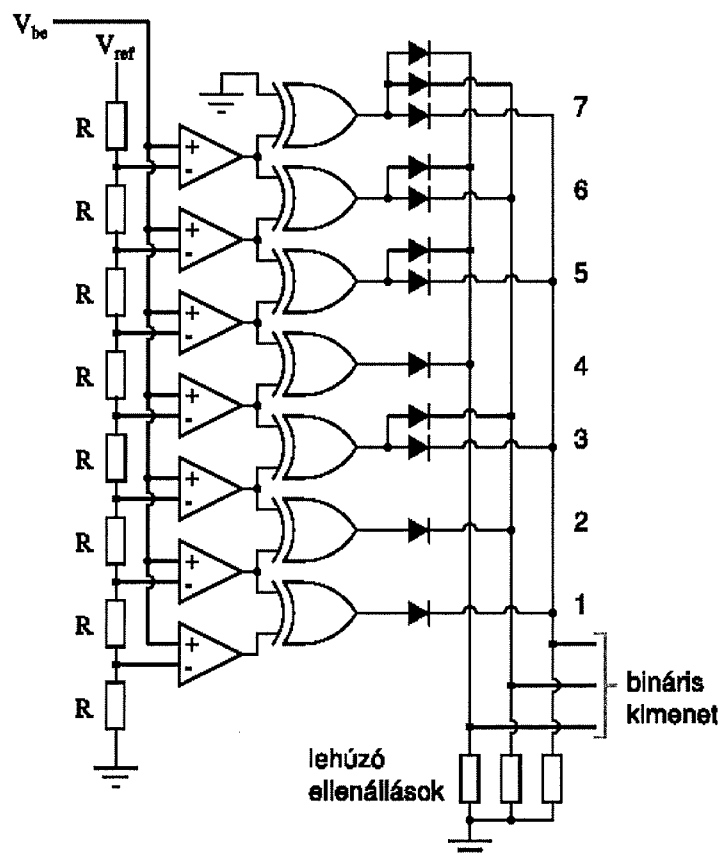 V_be
V_ref
R
R
R
R
R
R
R
R
+
-
+
-
+
-
+
-
+
-
+
-
+
-
7
6
5
4
3
2
1
bináris
kimenet
lehúzó
ellenállások